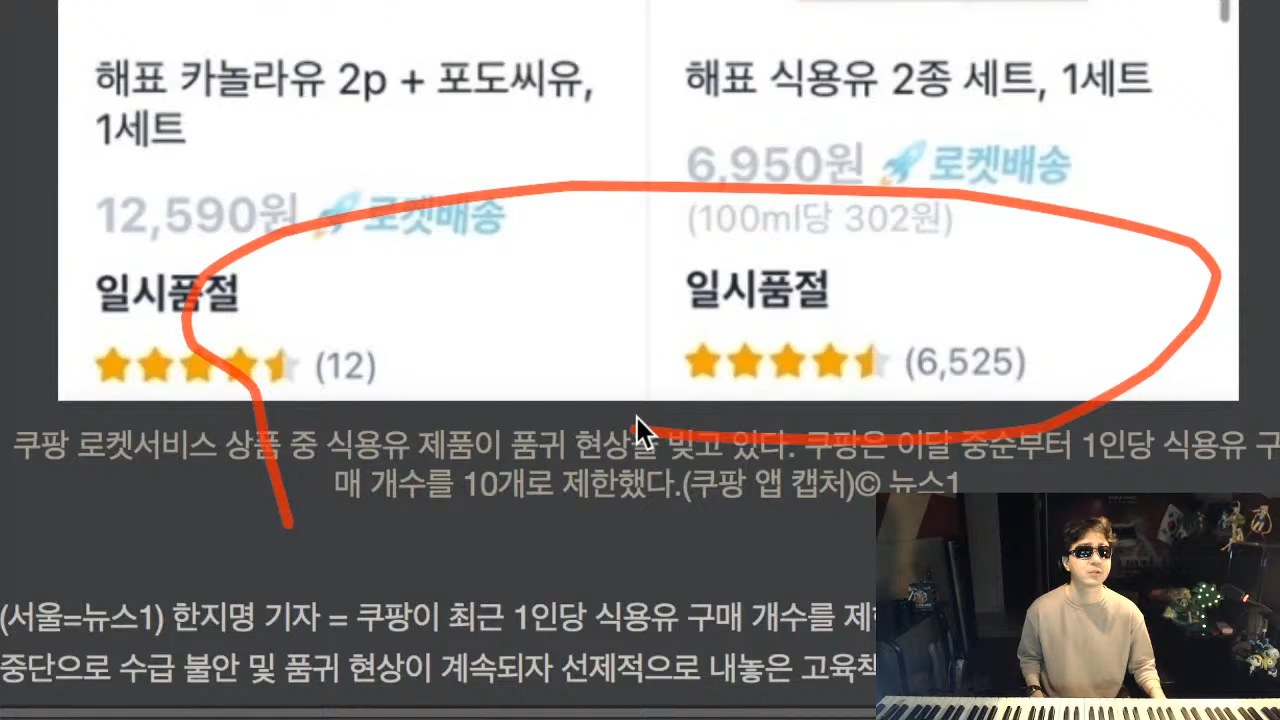 해표 카놀라유 2p + 포도씨유,
1세트
12,590원 로켓배송
일시품절
(12)
해표 식용유 2종 세트, 1세트
6,950원 로켓배송
(100ml당 302원)
일시품절
(6,525)
쿠팡 로켓서비스 상품 중 식용유 제품이 품귀 현상을 빚고 있다. 쿠팡은 이달 중순부터 1인당 식용유 구
매 개수를 10개로 제한했다.(쿠팡 앱 캡처)© 뉴스1
(서울=뉴스1) 한지명 기자 = 쿠팡이 최근 1인당 식용유 구매 개수를 제
중단으로 수급 불안 및 품귀 현상이 계속되자 선제적으로 내놓은 고육책